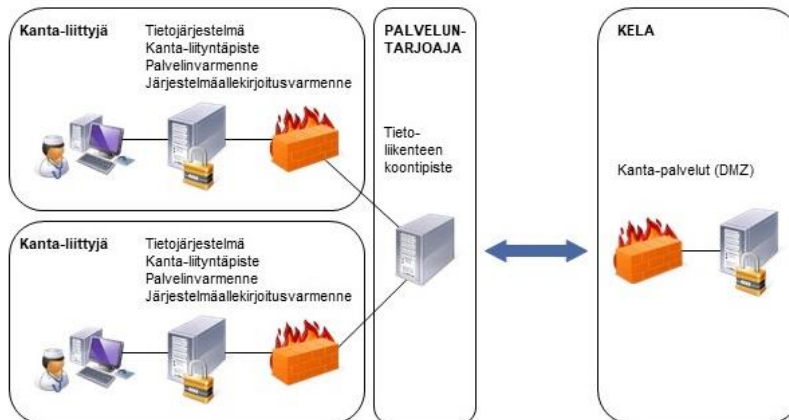 Kanta-liittyjä
Tietojärjestelmä
Kanta-liityntäpiste
Palvelinvarmenne
Järjestelmäallekirjoitusvarmenne
Kanta-liittyjä
Tietojärjestelmä
Kanta-liityntäpiste
Palvelinvarmenne
Järjestelmäallekirjoitusvarmenne
PALVELUN-
TARJOAJA
Tieto-
liikenteen
koontipiste
KELA
Kanta-palvelut (DMZ)